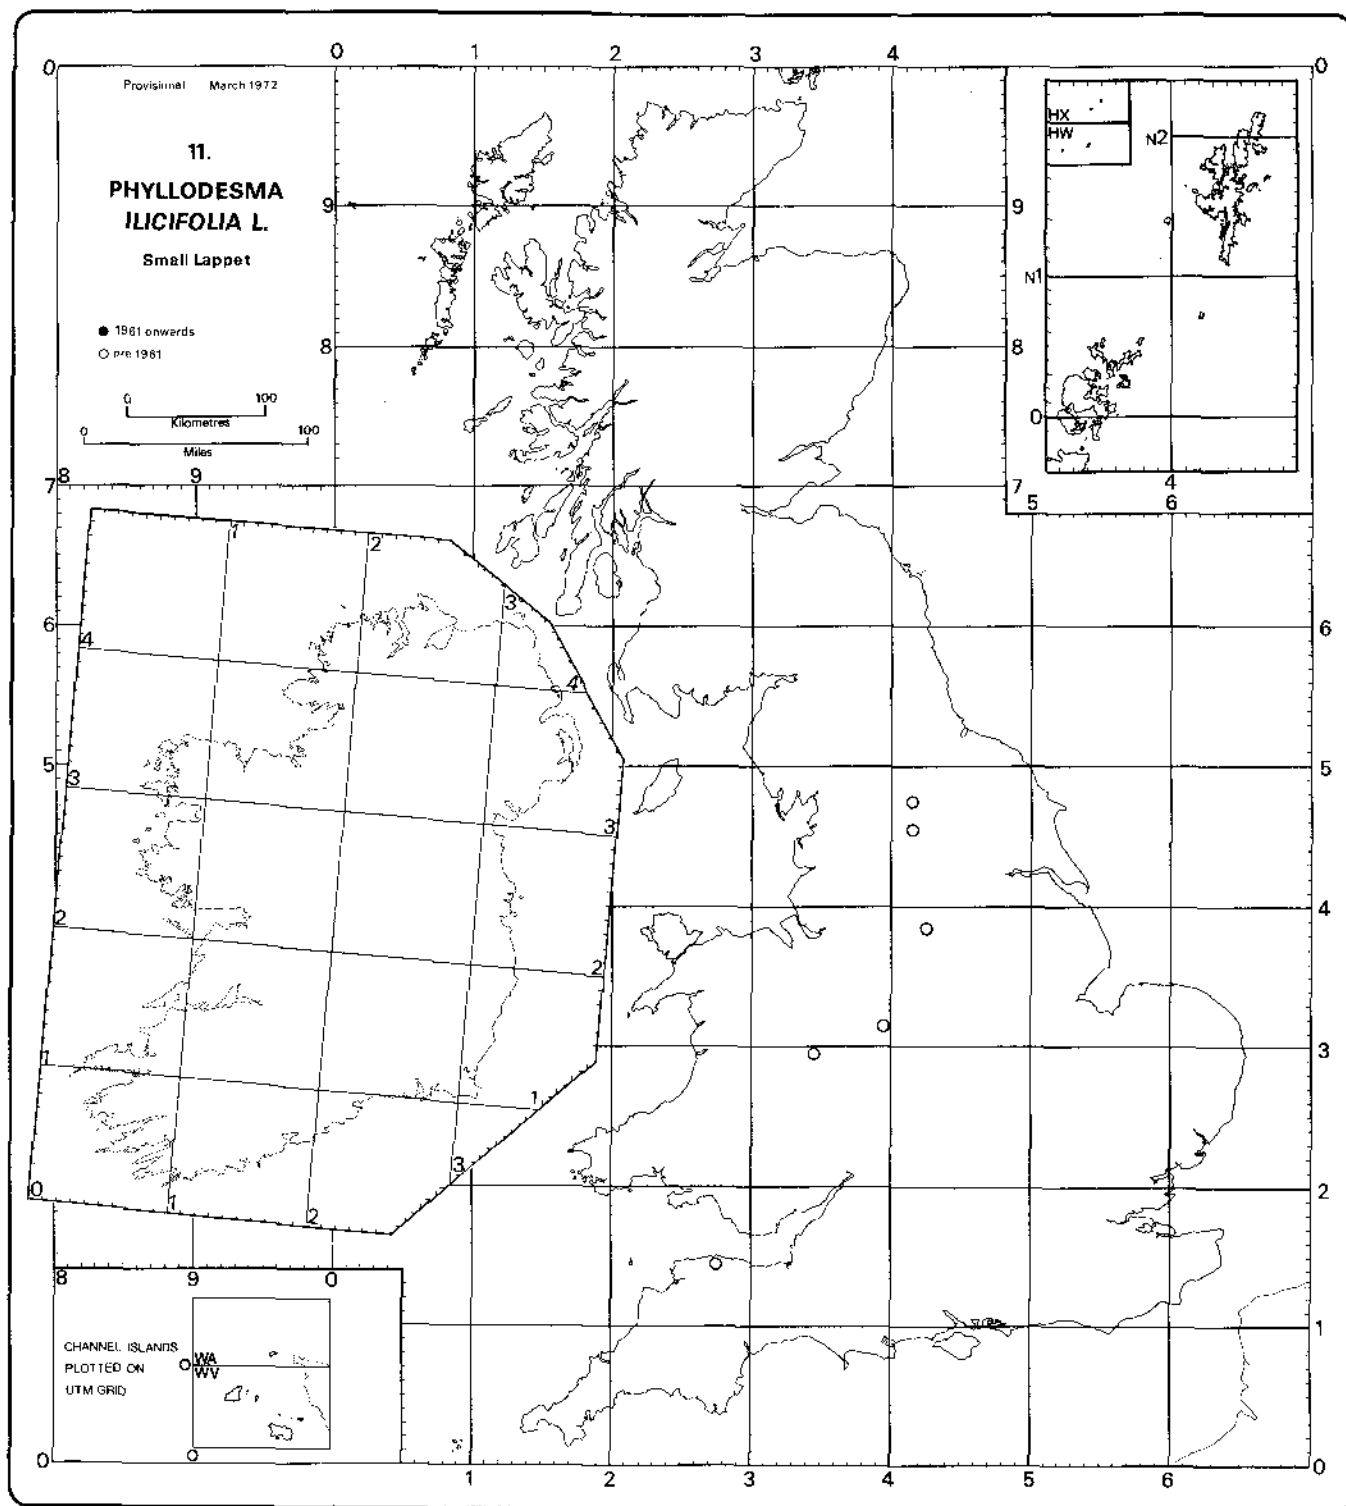 Provisional March 1972
11.
PHYLLODESMA
ILICIFOLIA L.
Small Lappet
● 1961 onwards
○ pre 1961
0 100
Kilometres
0 100
Miles
0 0 1 2 3 4 0
HX
HW
N2
9 9
N1
8 8
0
8 9
7 7
5 4 6
1 2
3
6 4 4 6
5 3 3 5
2 2 4
1 1 3
0 1 2 3 2
8 9 0
CHANNEL ISLANDS
PLOTTED ON
UTM GRID
WA
WV
0
1
0 1 2 3 4 5 6 0